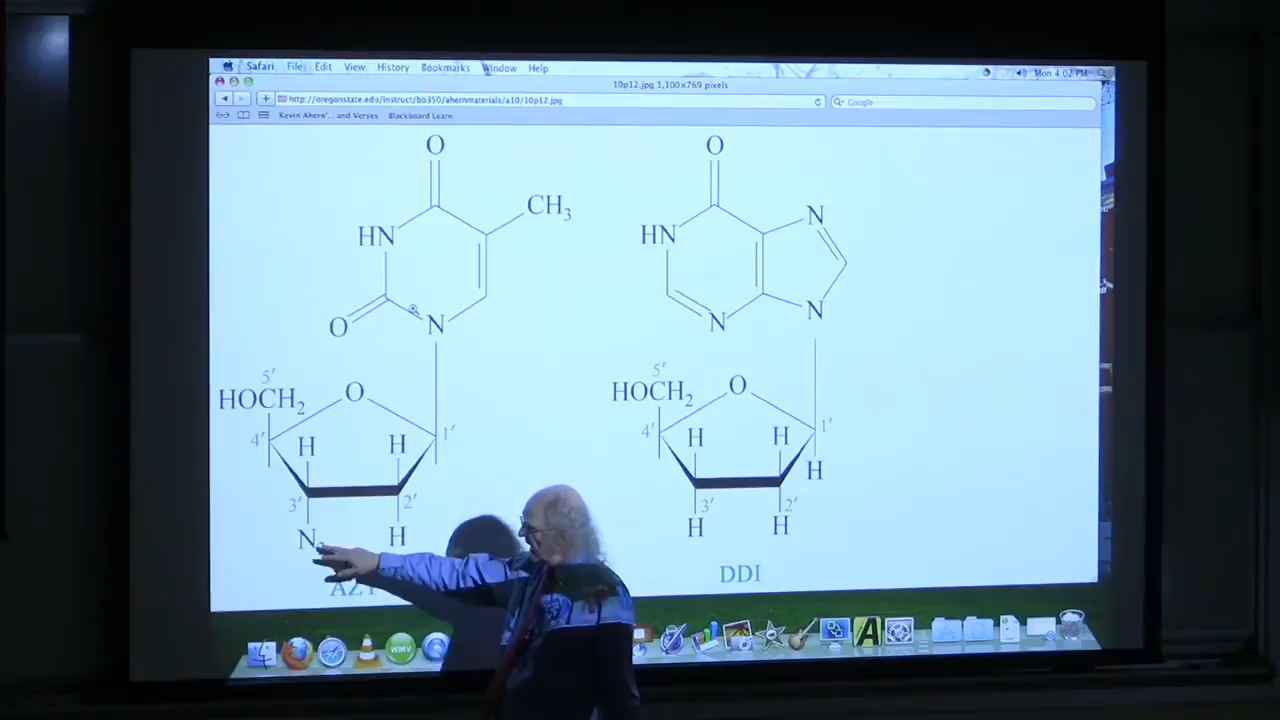 Safari File Edit View History Bookmarks Window Help Mon 4:02 PM
10p12.jpg 1,100×769 pixels
http://oregonstate.edu/instruct/bb350/ahernmaterials/a10/10p12.jpg Google
Kevin Ahern'... and Verses Blackboard Learn
O O
CH3 N
HN HN
O N N N
5′ 5′
HOCH2 O HOCH2 O
4′ H H 1′ 4′ H H 1′
H
3′ 2′ 3′ 2′
N H H H
DDI
WMV A